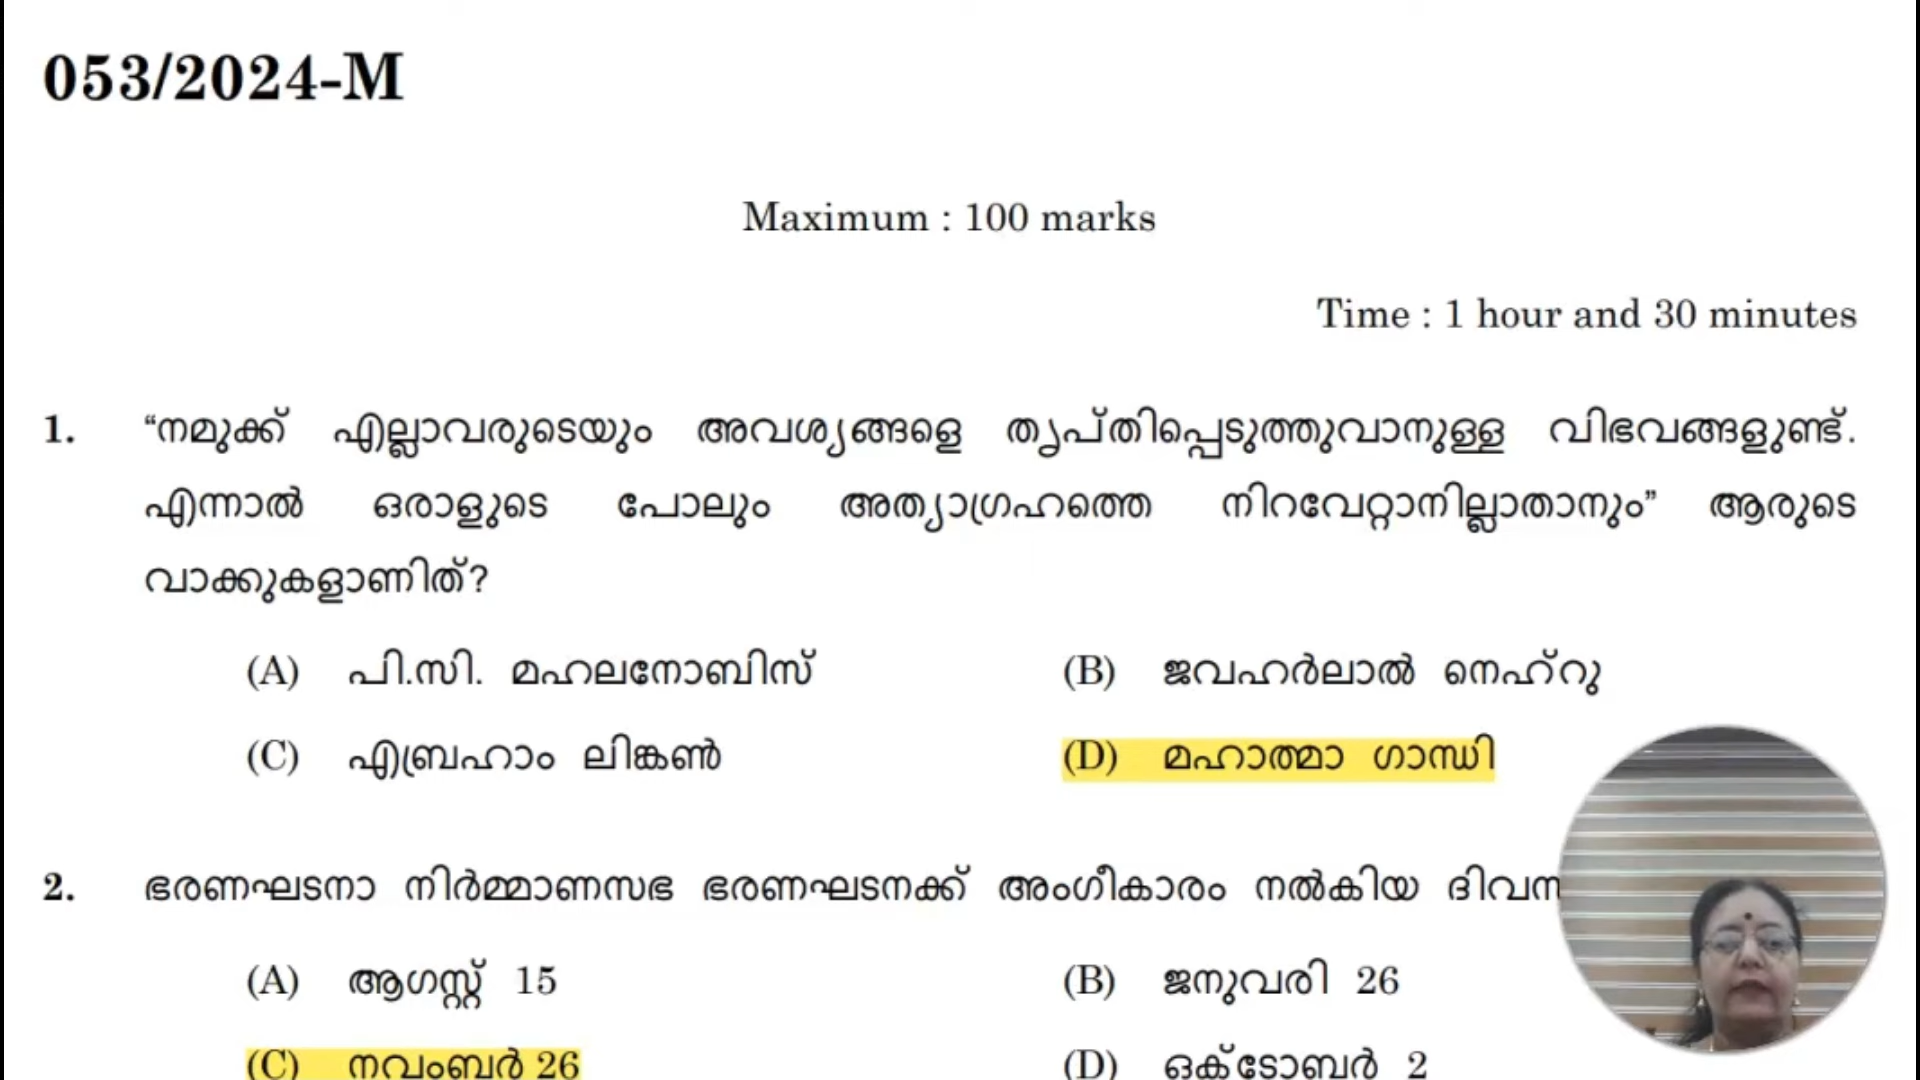 053/2024-M
Maximum : 100 marks
Time : 1 hour and 30 minutes
1. “നമുക്ക് എല്ലാവരുടെയും അവശ്യങ്ങളെ തൃപ്തിപ്പെടുത്തുവാനുള്ള വിഭവങ്ങളുണ്ട്.
എന്നാൽ ഒരാളുടെ പോലും അത്യാഗ്രഹത്തെ നിറവേറ്റാനില്ലാതാനും” ആരുടെ
വാക്കുകളാണിത്?
(A) പി.സി. മഹലനോബിസ് (B) ജവഹർലാൽ നെഹ്റു
(C) എബ്രഹാം ലിങ്കൺ (D) മഹാത്മാ ഗാന്ധി
2. ഭരണഘടനാ നിർമ്മാണസഭ ഭരണഘടനക്ക് അംഗീകാരം നൽകിയ
(A) ആഗസ്റ്റ് 15 (B) ജനുവരി 26
(C) നവംബർ 26 (D) ഒക്ടോബർ 2